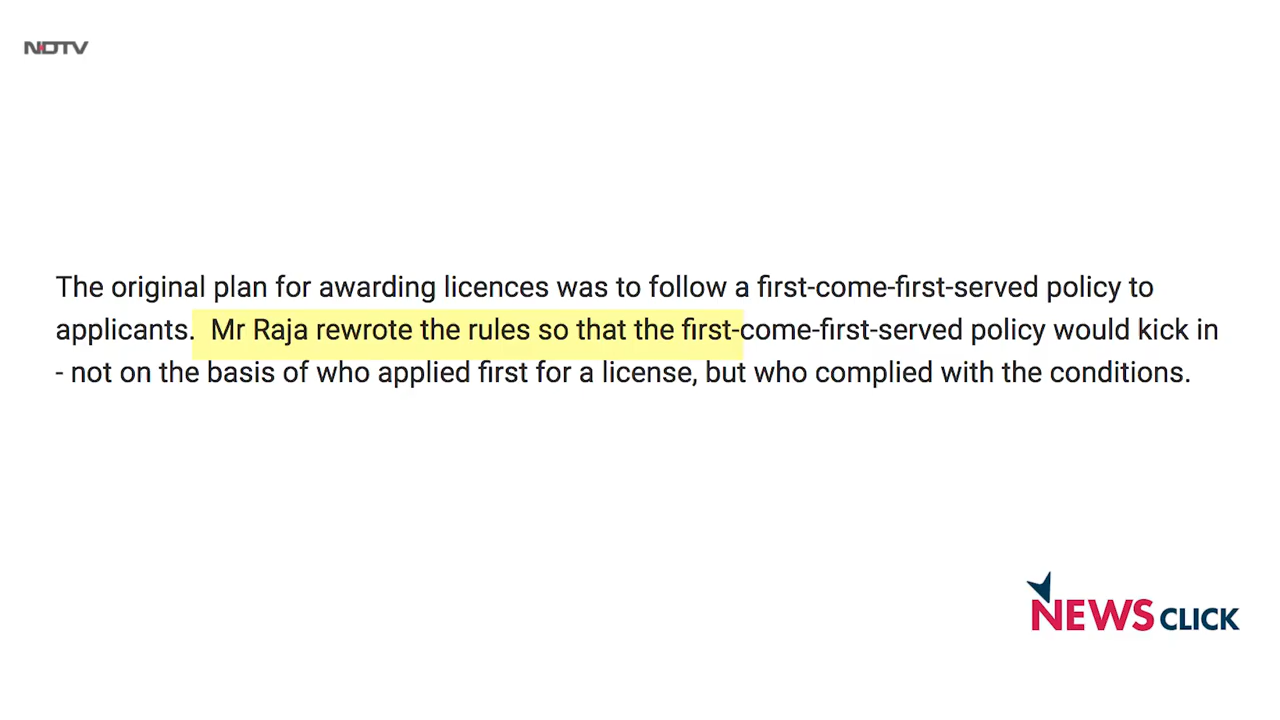 NDTV
The original plan for awarding licences was to follow a first-come-first-served policy to
applicants. Mr Raja rewrote the rules so that the first-come-first-served policy would kick in
- not on the basis of who applied first for a license, but who complied with the conditions.
NEWSCLICK